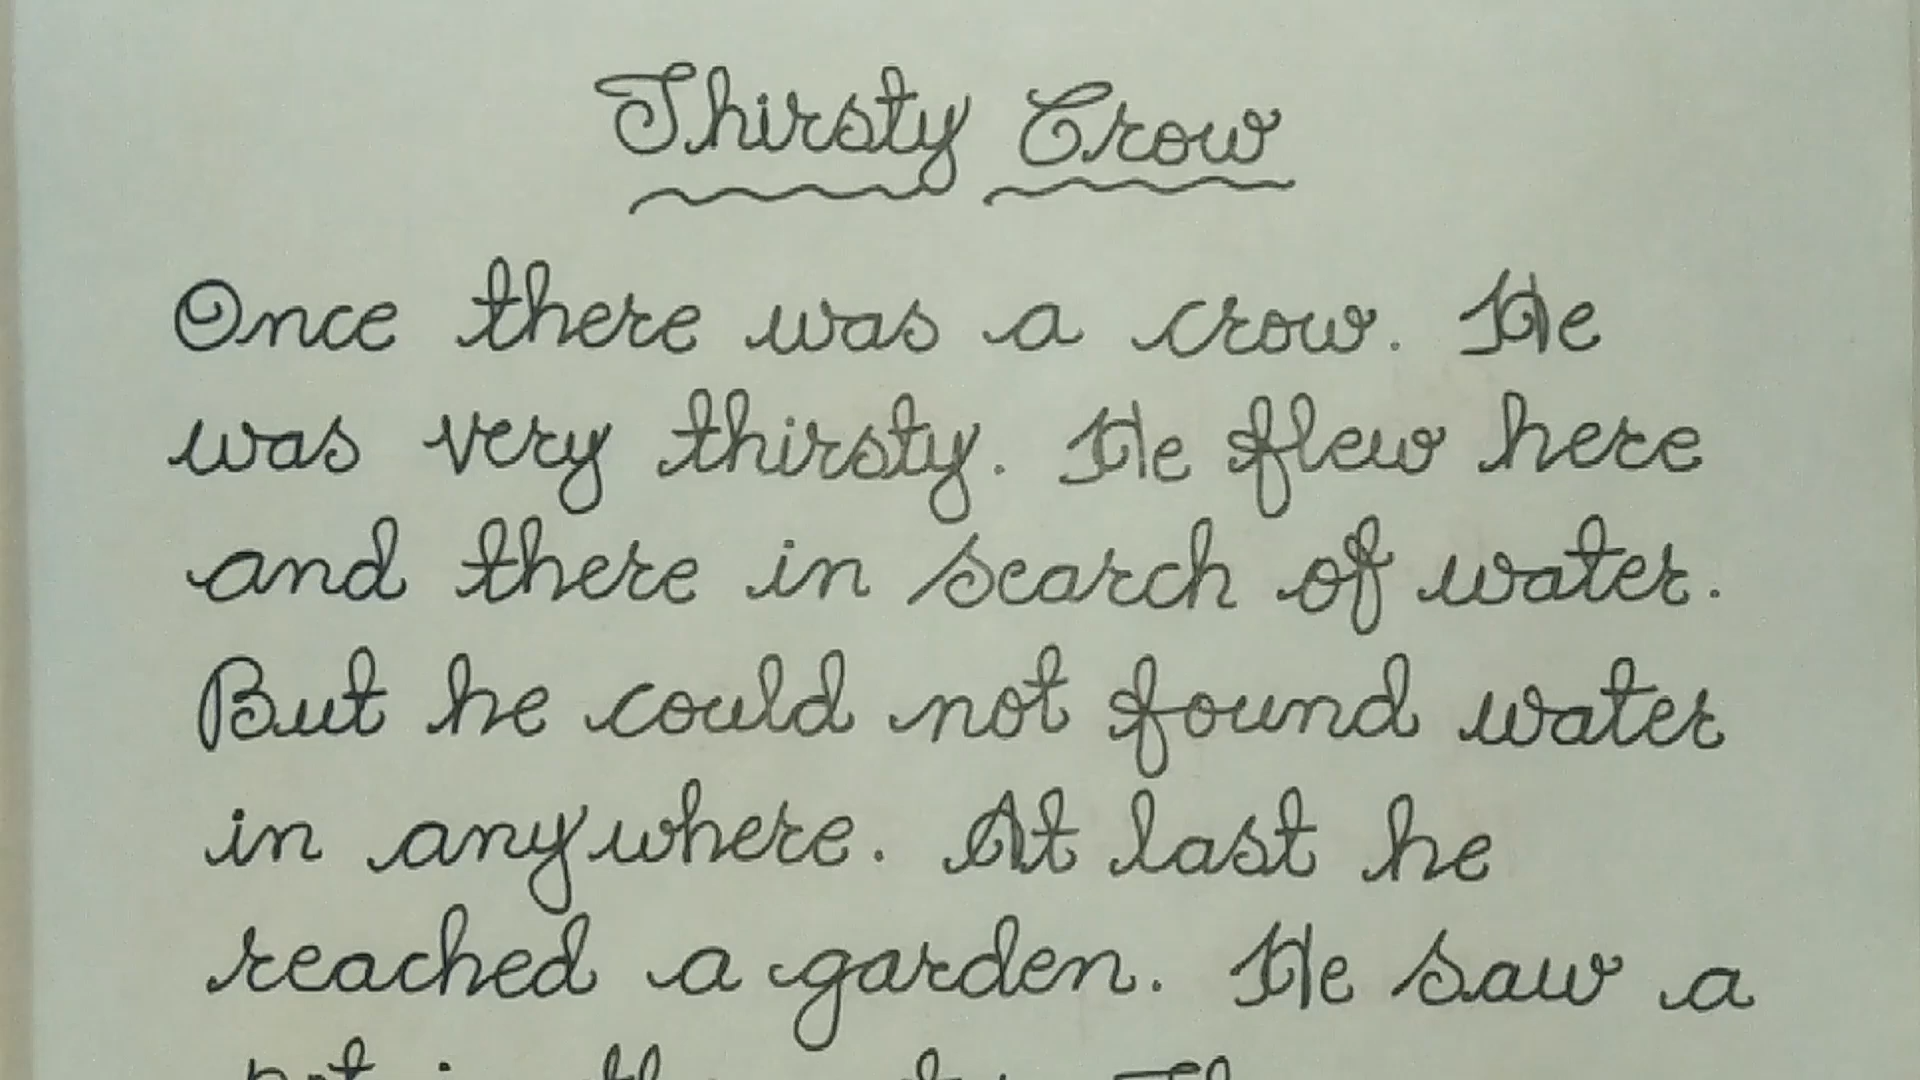 Thirsty Crow
Once there was a crow. He
was very thirsty. He flew here
and there in search of water.
But he could not found water
in anywhere. At last he
reached a garden. He saw a